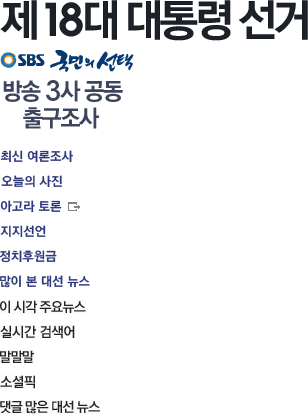 제18대 대통령 선거
SBS 국민의 선택
방송 3사 공동
출구조사
최신 여론조사
오늘의 사진
아고라 토론
지지선언
정치후원금
많이 본 대선 뉴스
이 시각 주요뉴스
실시간 검색어
말말말
소셜픽
댓글 많은 대선 뉴스